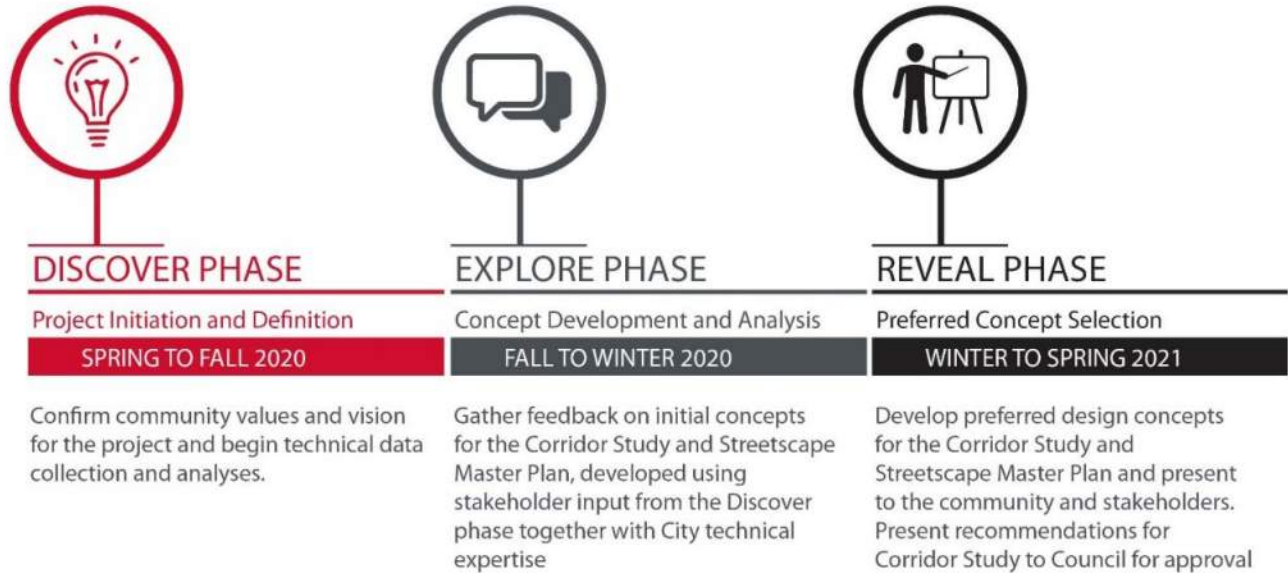 DISCOVER PHASE
Project Initiation and Definition
SPRING TO FALL 2020
Confirm community values and vision
for the project and begin technical data
collection and analyses.
EXPLORE PHASE
Concept Development and Analysis
FALL TO WINTER 2020
Gather feedback on initial concepts
for the Corridor Study and Streetscape
Master Plan, developed using
stakeholder input from the Discover
phase together with City technical
expertise
REVEAL PHASE
Preferred Concept Selection
WINTER TO SPRING 2021
Develop preferred design concepts
for the Corridor Study and
Streetscape Master Plan and present
to the community and stakeholders.
Present recommendations for
Corridor Study to Council for approval